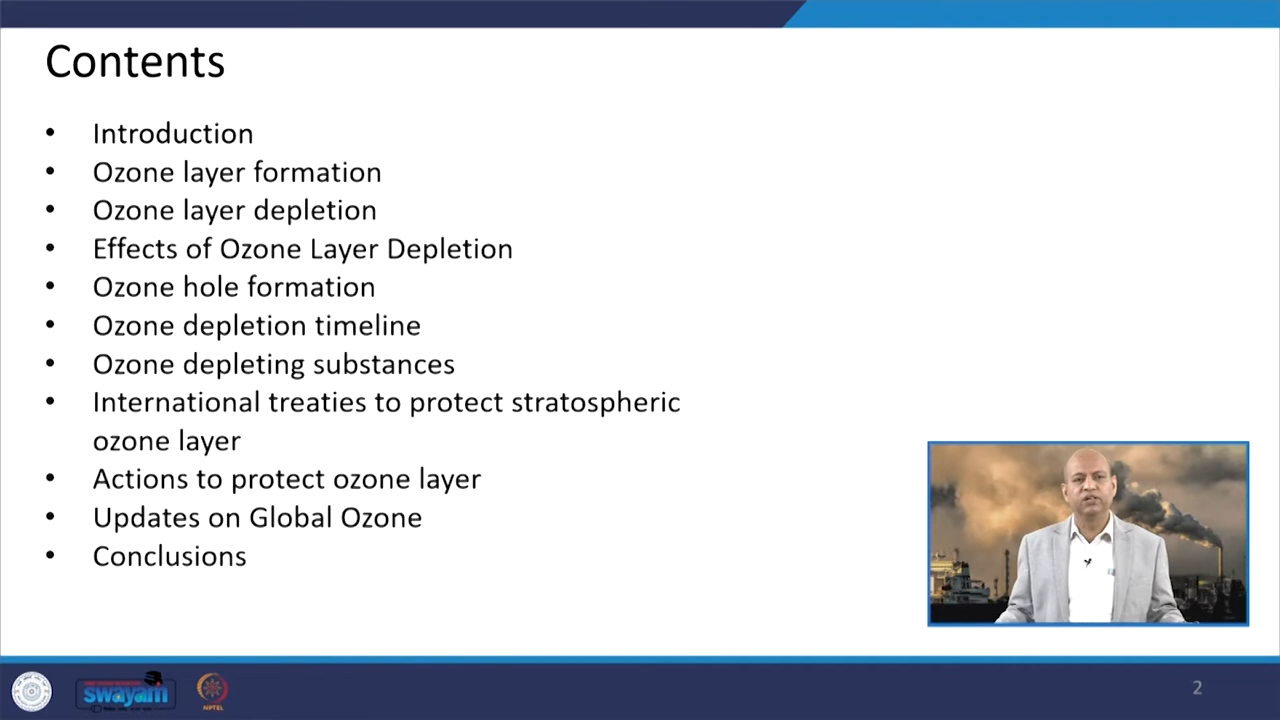 Contents
• Introduction
• Ozone layer formation
• Ozone layer depletion
• Effects of Ozone Layer Depletion
• Ozone hole formation
• Ozone depletion timeline
• Ozone depleting substances
• International treaties to protect stratospheric
ozone layer
• Actions to protect ozone layer
• Updates on Global Ozone
• Conclusions
swayam
NPTEL
2